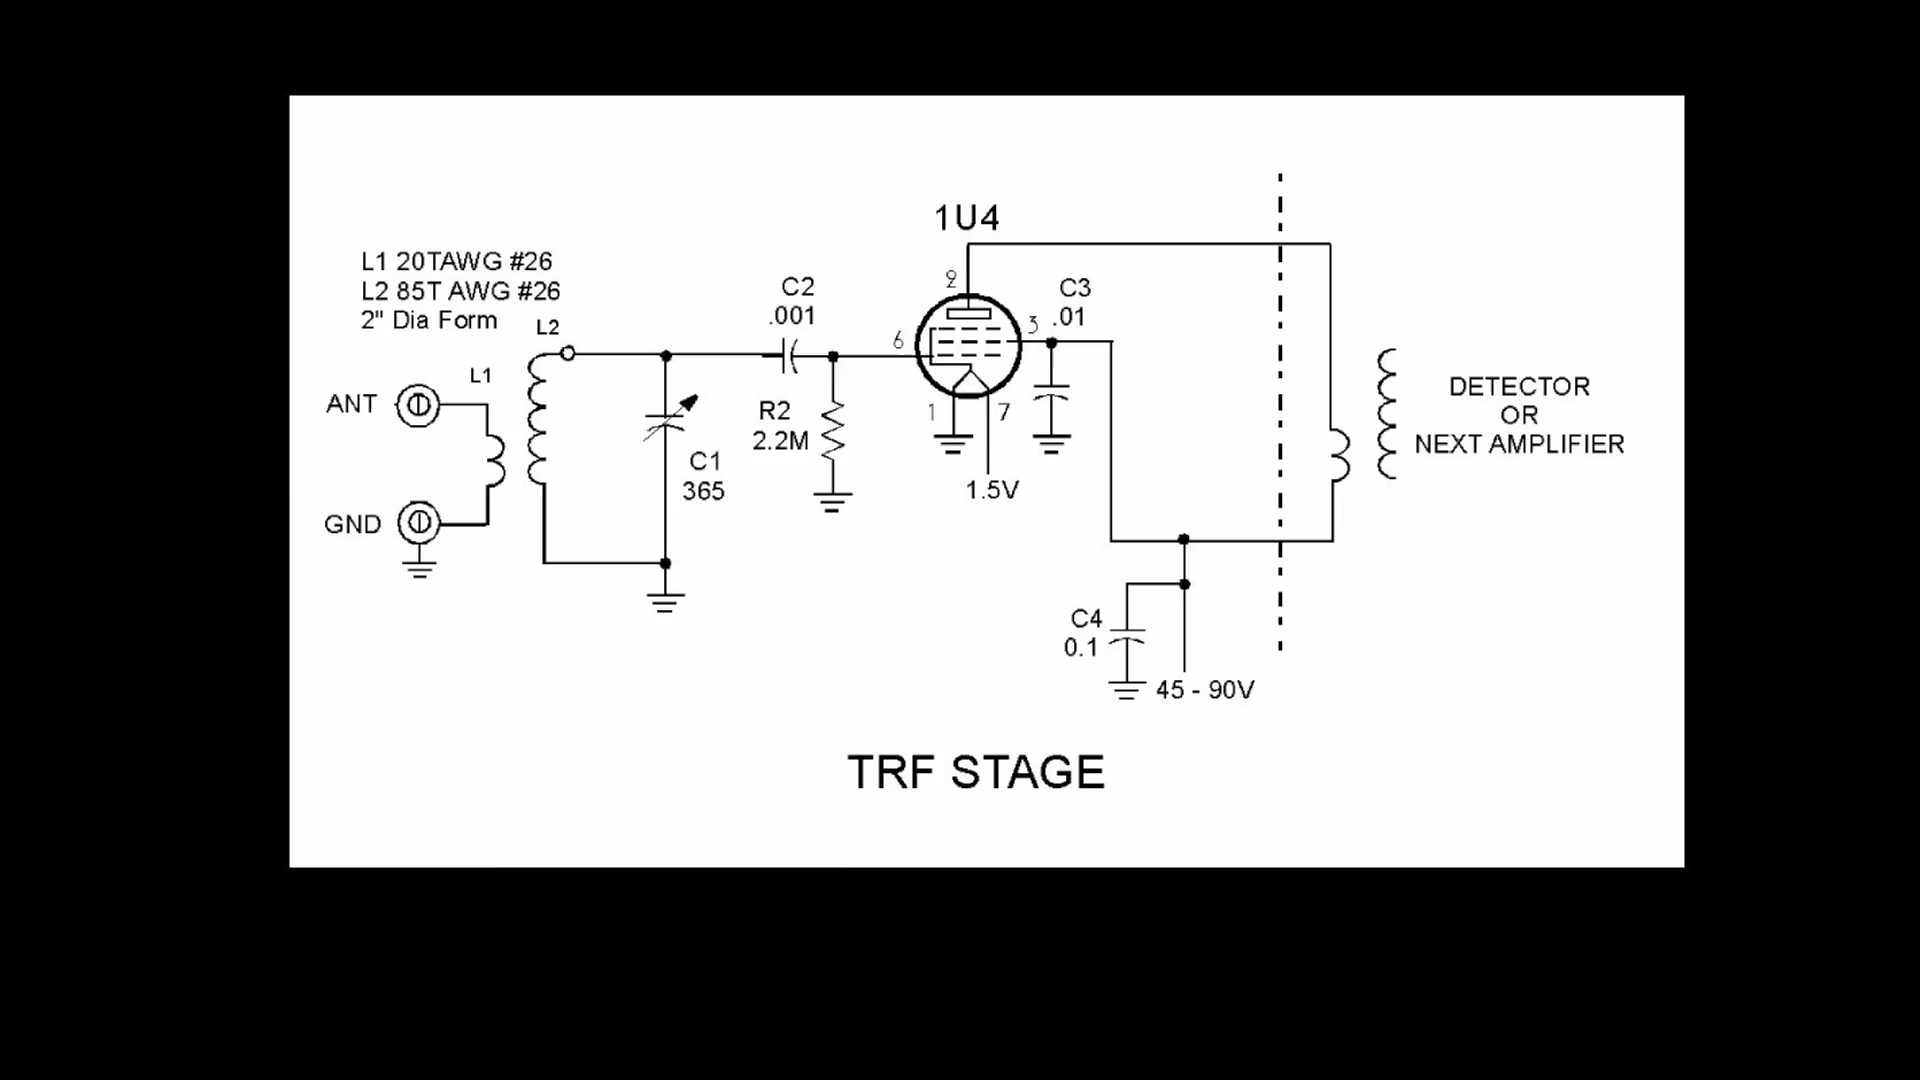 1U4
L1 20TAWG #26
L2 85T AWG #26
2" Dia Form
L2
L1
ANT
GND
C1
365
C2
.001
R2
2.2M
2
6
3
1
7
1.5V
C3
.01
DETECTOR
OR
NEXT AMPLIFIER
C4
0.1
45 - 90V
TRF STAGE